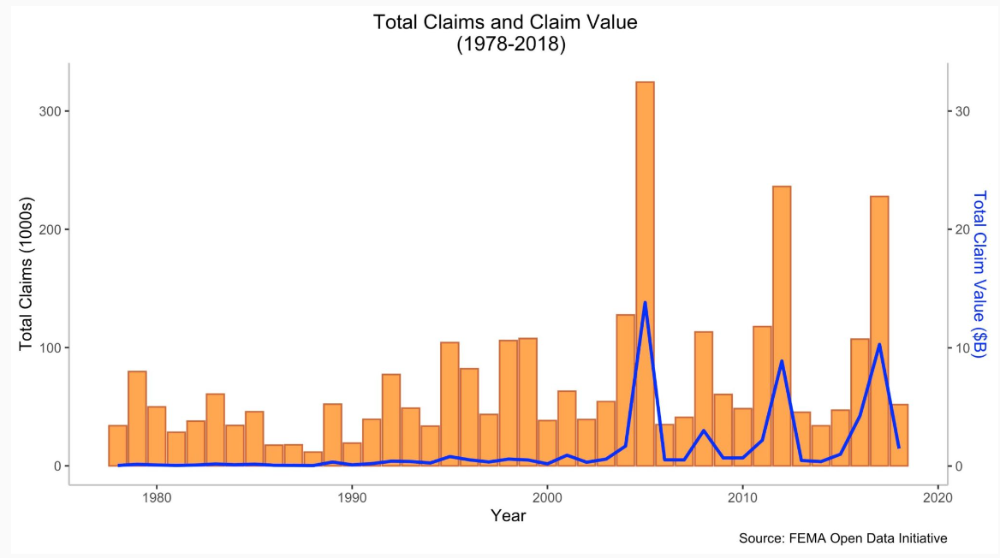 Total Claims and Claim Value
(1978-2018)
300
200
100
0
Total Claims (1000s)
30
20
10
0
Total Claim Value ($B)
1980
1990
2000
2010
2020
Year
Source: FEMA Open Data Initiative